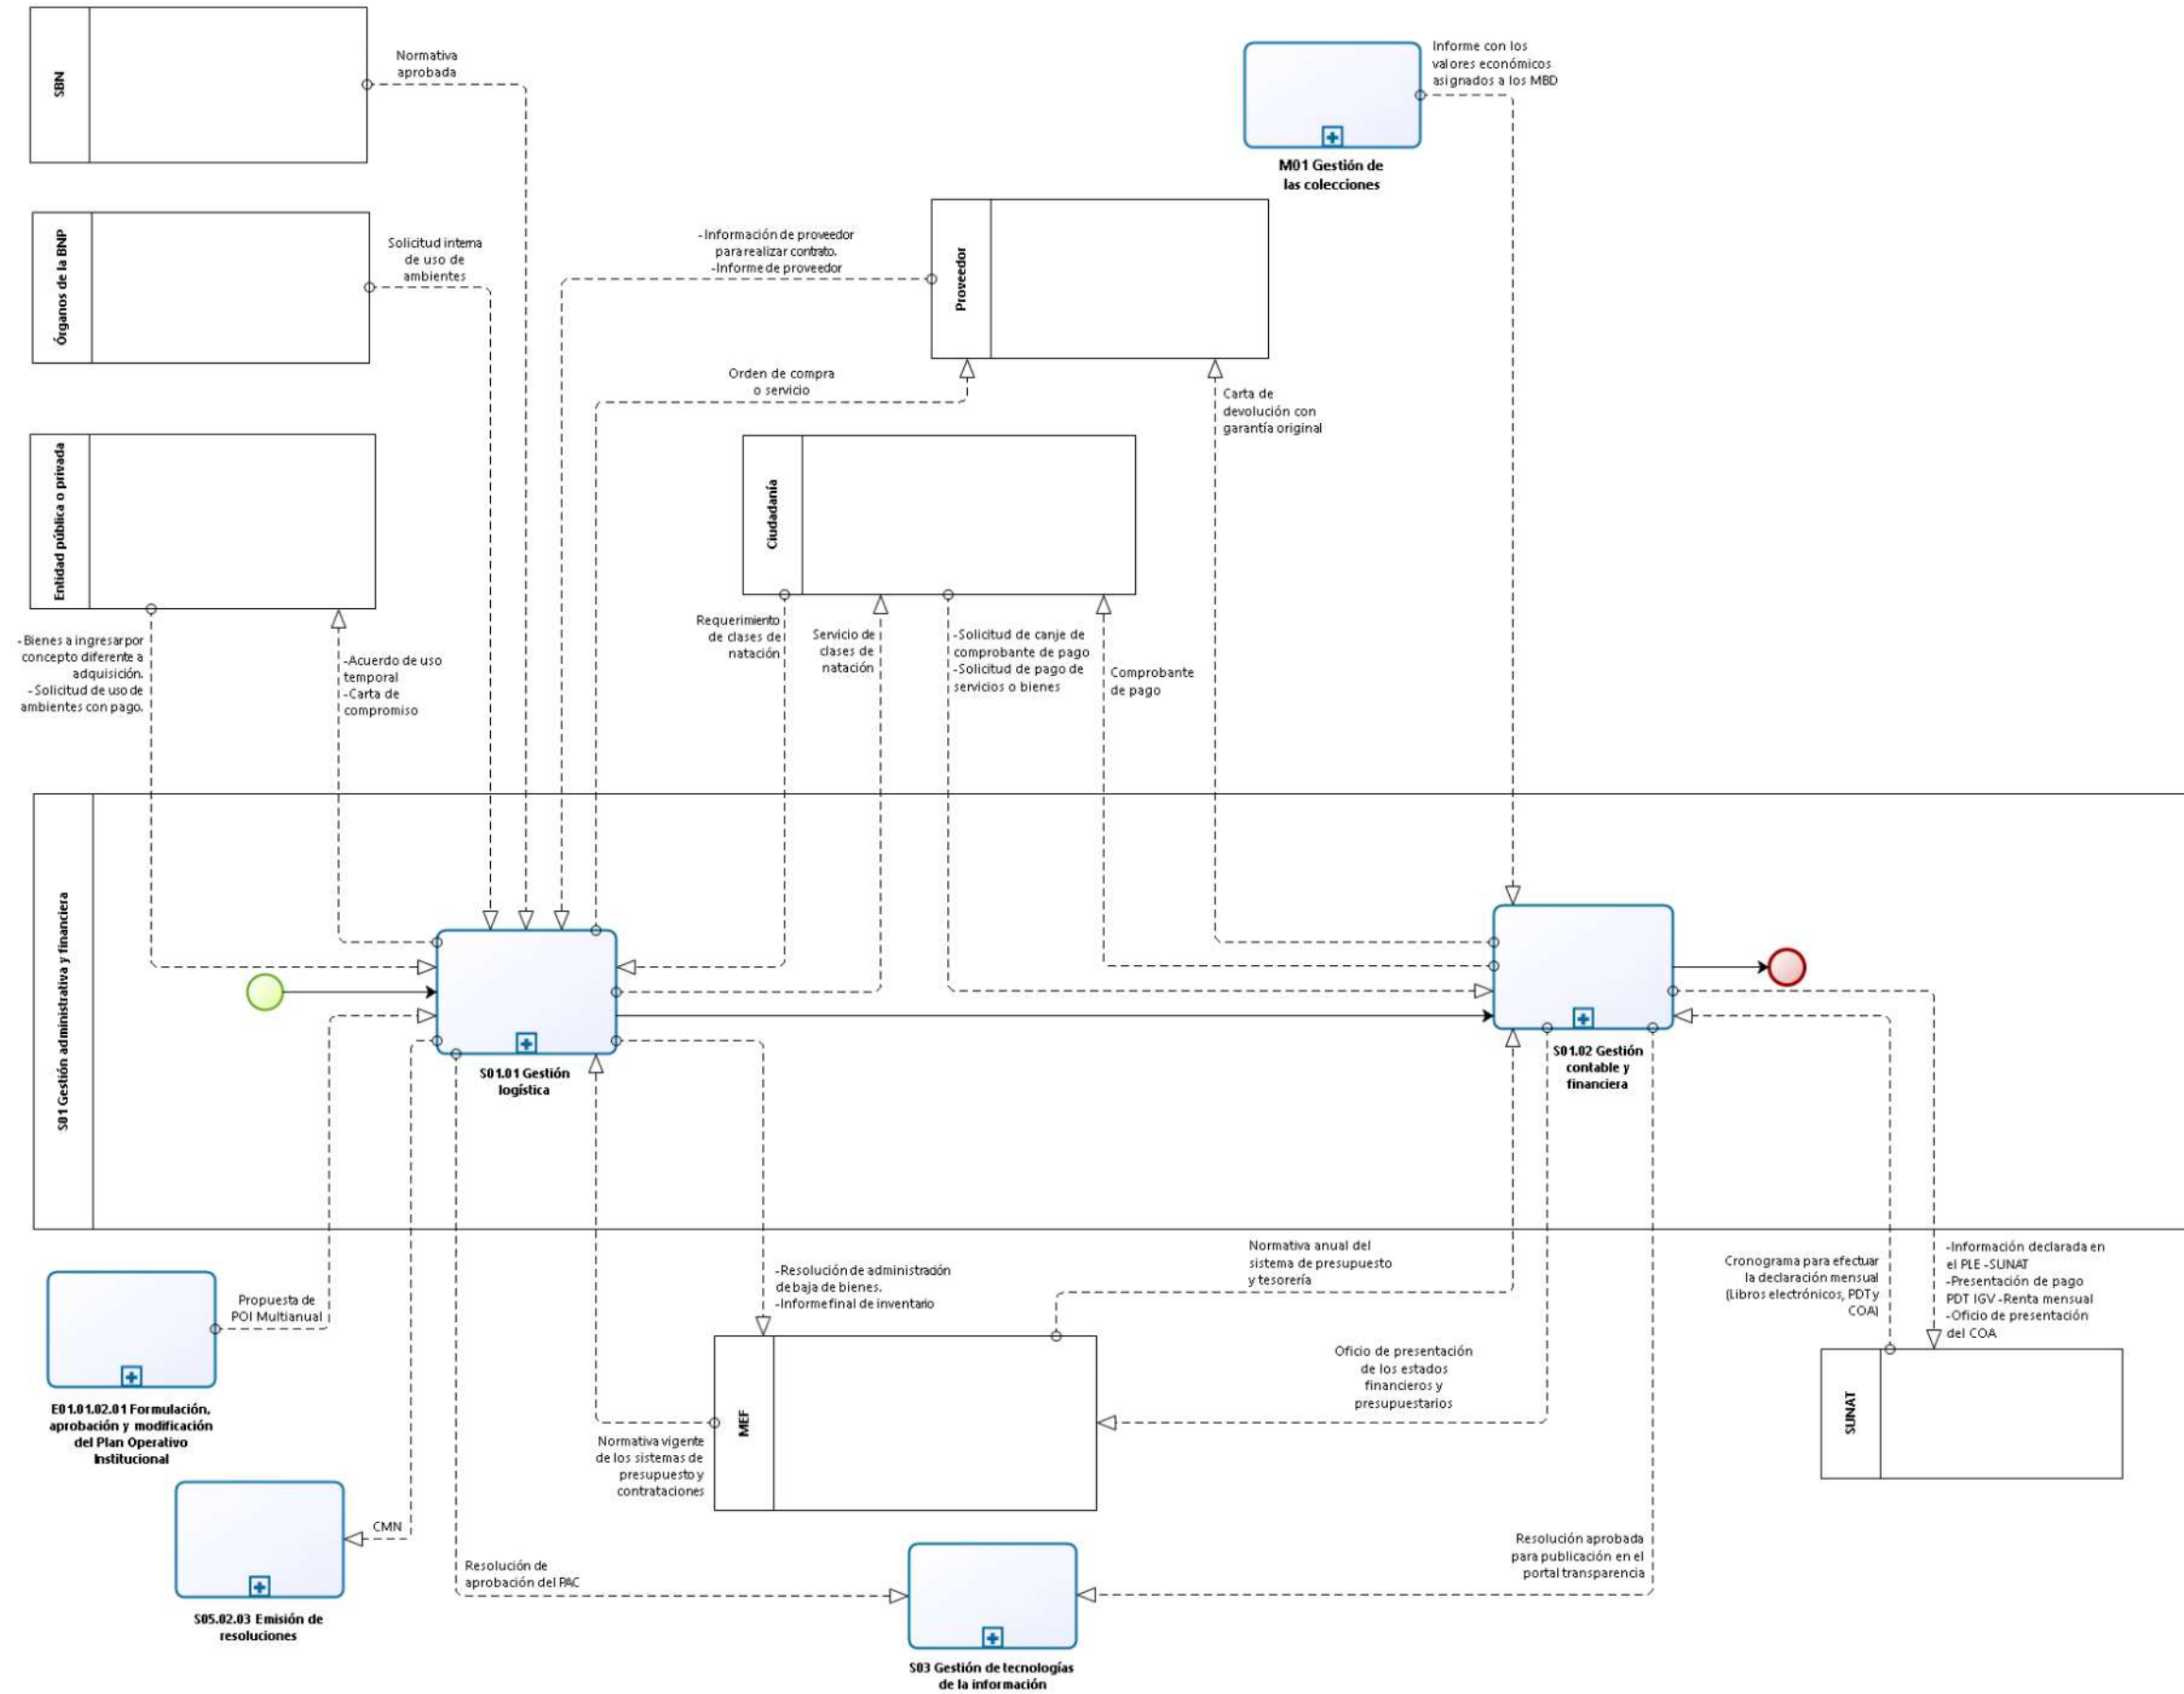 SBN
Normativa
aprobada
Informe con los
valores económicos
asignados a los MBD
M01 Gestión de
las colecciones
Órganos de la BNP
Solicitud interna
de uso de
ambientes
-Información de proveedor
para realizar contrato.
-Informe de proveedor
Proveedor
Orden de compra
o servicio
Carta de
devolución con
garantía original
Entidad pública o privada
Ciudadanía
-Bienes a ingresar por
concepto diferente a
adquisición.
-Solicitud de uso de
ambientes con pago.
-Acuerdo de uso
temporal
-Carta de
compromiso
Requerimiento
de clases de
natación
Servicio de
clases de
natación
-Solicitud de canje de
comprobante de pago
-Solicitud de pago de
servicios o bienes
Comprobante
de pago
S01 Gestión administrativa y financiera
S01.01 Gestión
logística
S01.02 Gestión
contable y
financiera
Propuesta de
POI Multianual
E01.01.02.01 Formulación,
aprobación y modificación
del Plan Operativo
Institucional
-Resolución de administración
de baja de bienes.
-Informe final de inventario
Normativa anual del
sistema de presupuesto
y tesorería
Cronograma para efectuar
la declaración mensual
(Libros electrónicos, PDT y
COA)
-Información declarada en
el PLE -SUNAT
-Presentación de pago
PDT IGV -Renta mensual
-Oficio de presentación
del COA
MEF
Normativa vigente
de los sistemas de
presupuesto y
contrataciones
Oficio de presentación
de los estados
financieros y
presupuestarios
SUNAT
CMN
S05.02.03 Emisión de
resoluciones
Resolución de
aprobación del PAC
Resolución aprobada
para publicación en el
portal transparencia
S03 Gestión de tecnologías
de la información